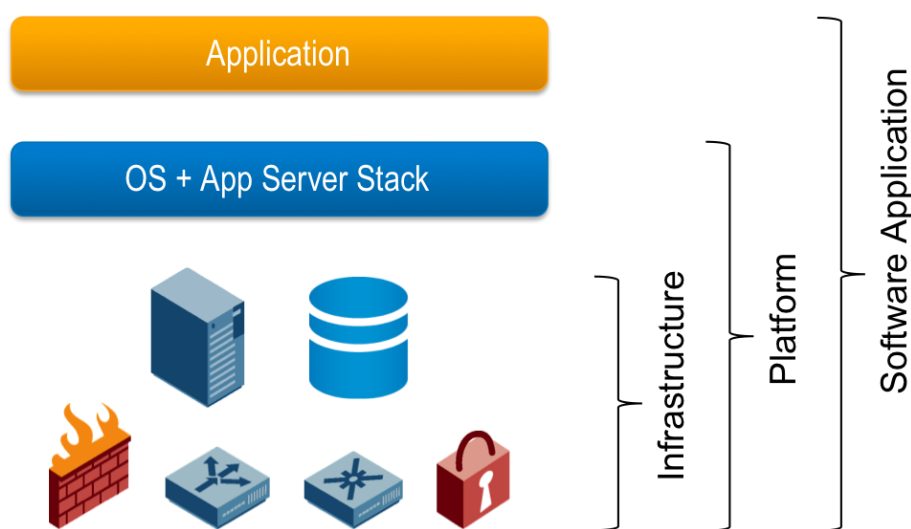 Application
OS + App Server Stack
Infrastructure
Platform
Software Application